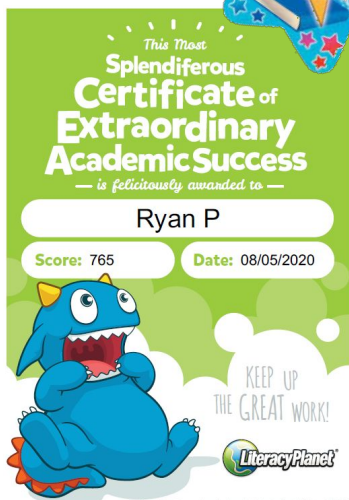 This Most
Splendiferous
Certificate of
Extraordinary
Academic Success
— is felicitously awarded to —
Ryan P
Score: 765
Date: 08/05/2020
KEEP UP
THE GREAT WORK!
LiteracyPlanet